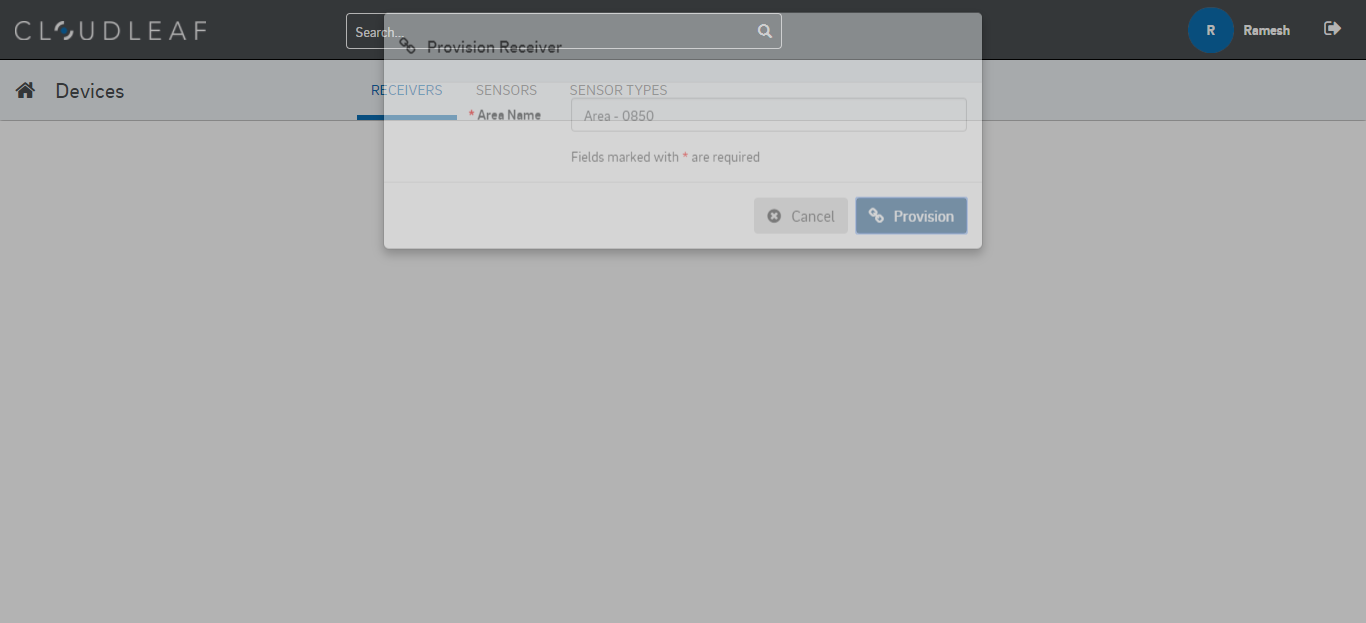 CLOUDLEAF
Search...
R
Ramesh
Provision Receiver
Devices
RECEIVERS
SENSORS
SENSOR TYPES
* Area Name
Area - 0850
Fields marked with * are required
Cancel
Provision